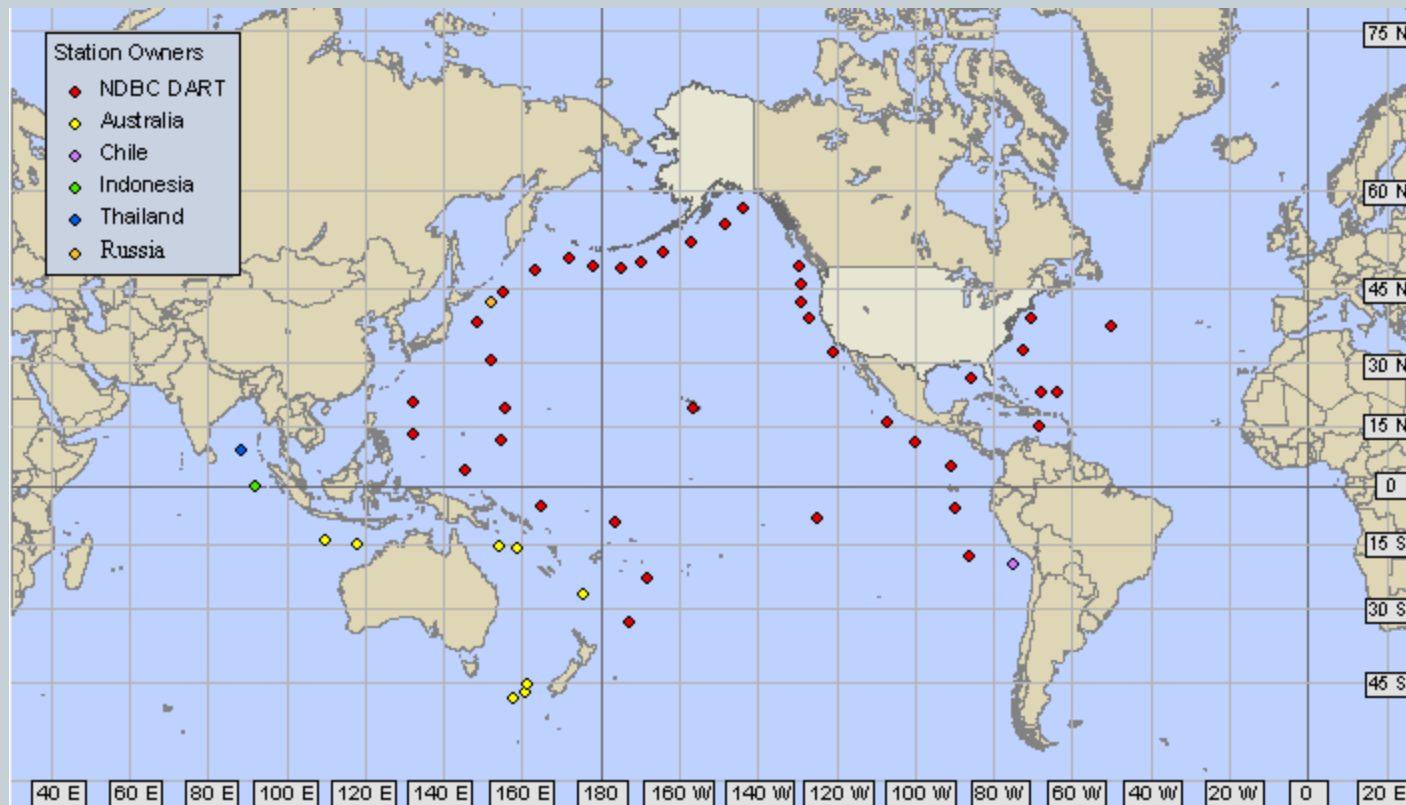 Station Owners
NDBC DART
Australia
Chile
Indonesia
Thailand
Russia
75 N
60 N
45 N
30 N
15 N
0
15 S
30 S
45 S
40 E 60 E 80 E 100 E 120 E 140 E 160 E 180 160 W 140 W 120 W 100 W 80 W 60 W 40 W 20 W 0 20 E